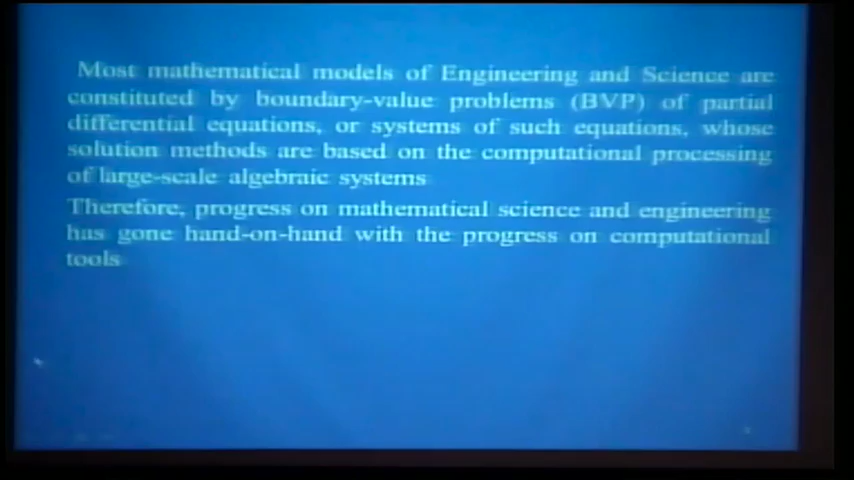 Most mathematical models of Engineering and Science are
constituted by boundary-value problems (BVP) of partial
differential equations, or systems of such equations, whose
solution methods are based on the computational processing
of large-scale algebraic systems
Therefore, progress on mathematical science and engineering
has gone hand-on-hand with the progress on computational
tools